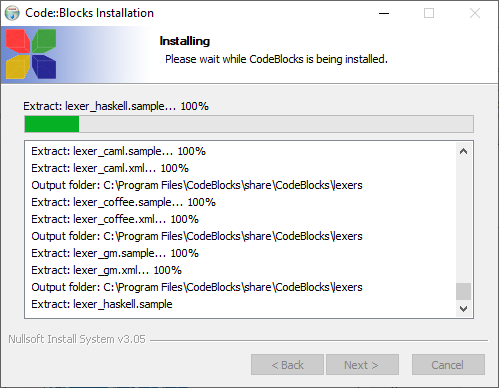 Code::Blocks Installation
Installing
Please wait while CodeBlocks is being installed.
Extract: lexer_haskell.sample... 100%
Extract: lexer_caml.sample... 100%
Extract: lexer_caml.xml... 100%
Output folder: C:\Program Files\CodeBlocks\share\CodeBlocks\lexers
Extract: lexer_coffee.sample... 100%
Extract: lexer_coffee.xml... 100%
Output folder: C:\Program Files\CodeBlocks\share\CodeBlocks\lexers
Extract: lexer_gm.sample... 100%
Extract: lexer_gm.xml... 100%
Output folder: C:\Program Files\CodeBlocks\share\CodeBlocks\lexers
Extract: lexer_haskell.sample
Nullsoft Install System v3.05
< Back Next > Cancel